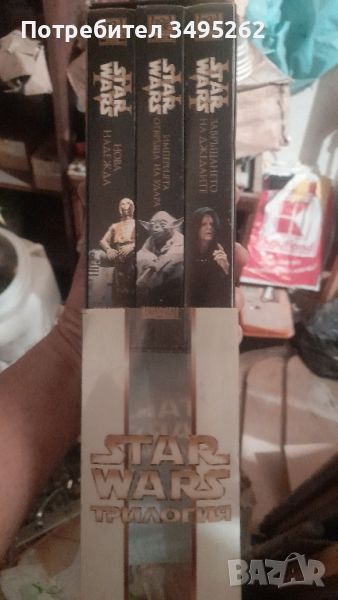 Потребител 3495262
STAR
WARS
НОВА
НАДЕЖДА
STAR
WARS
ИМПЕРИЯТА
ОТВРЪЩА НА УДАРА
STAR
WARS
ЗАВРЪЩАНЕТО
НА ДЖЕДАИТЕ
STAR
WARS
ТРИЛОГИЯ
BAZAR